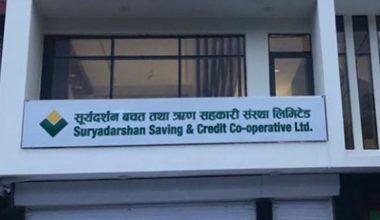 सूर्यदर्शन बचत तथा ऋण सहकारी संस्था लिमिटेड
Suryadarshan Saving & Credit Co-operative Ltd.